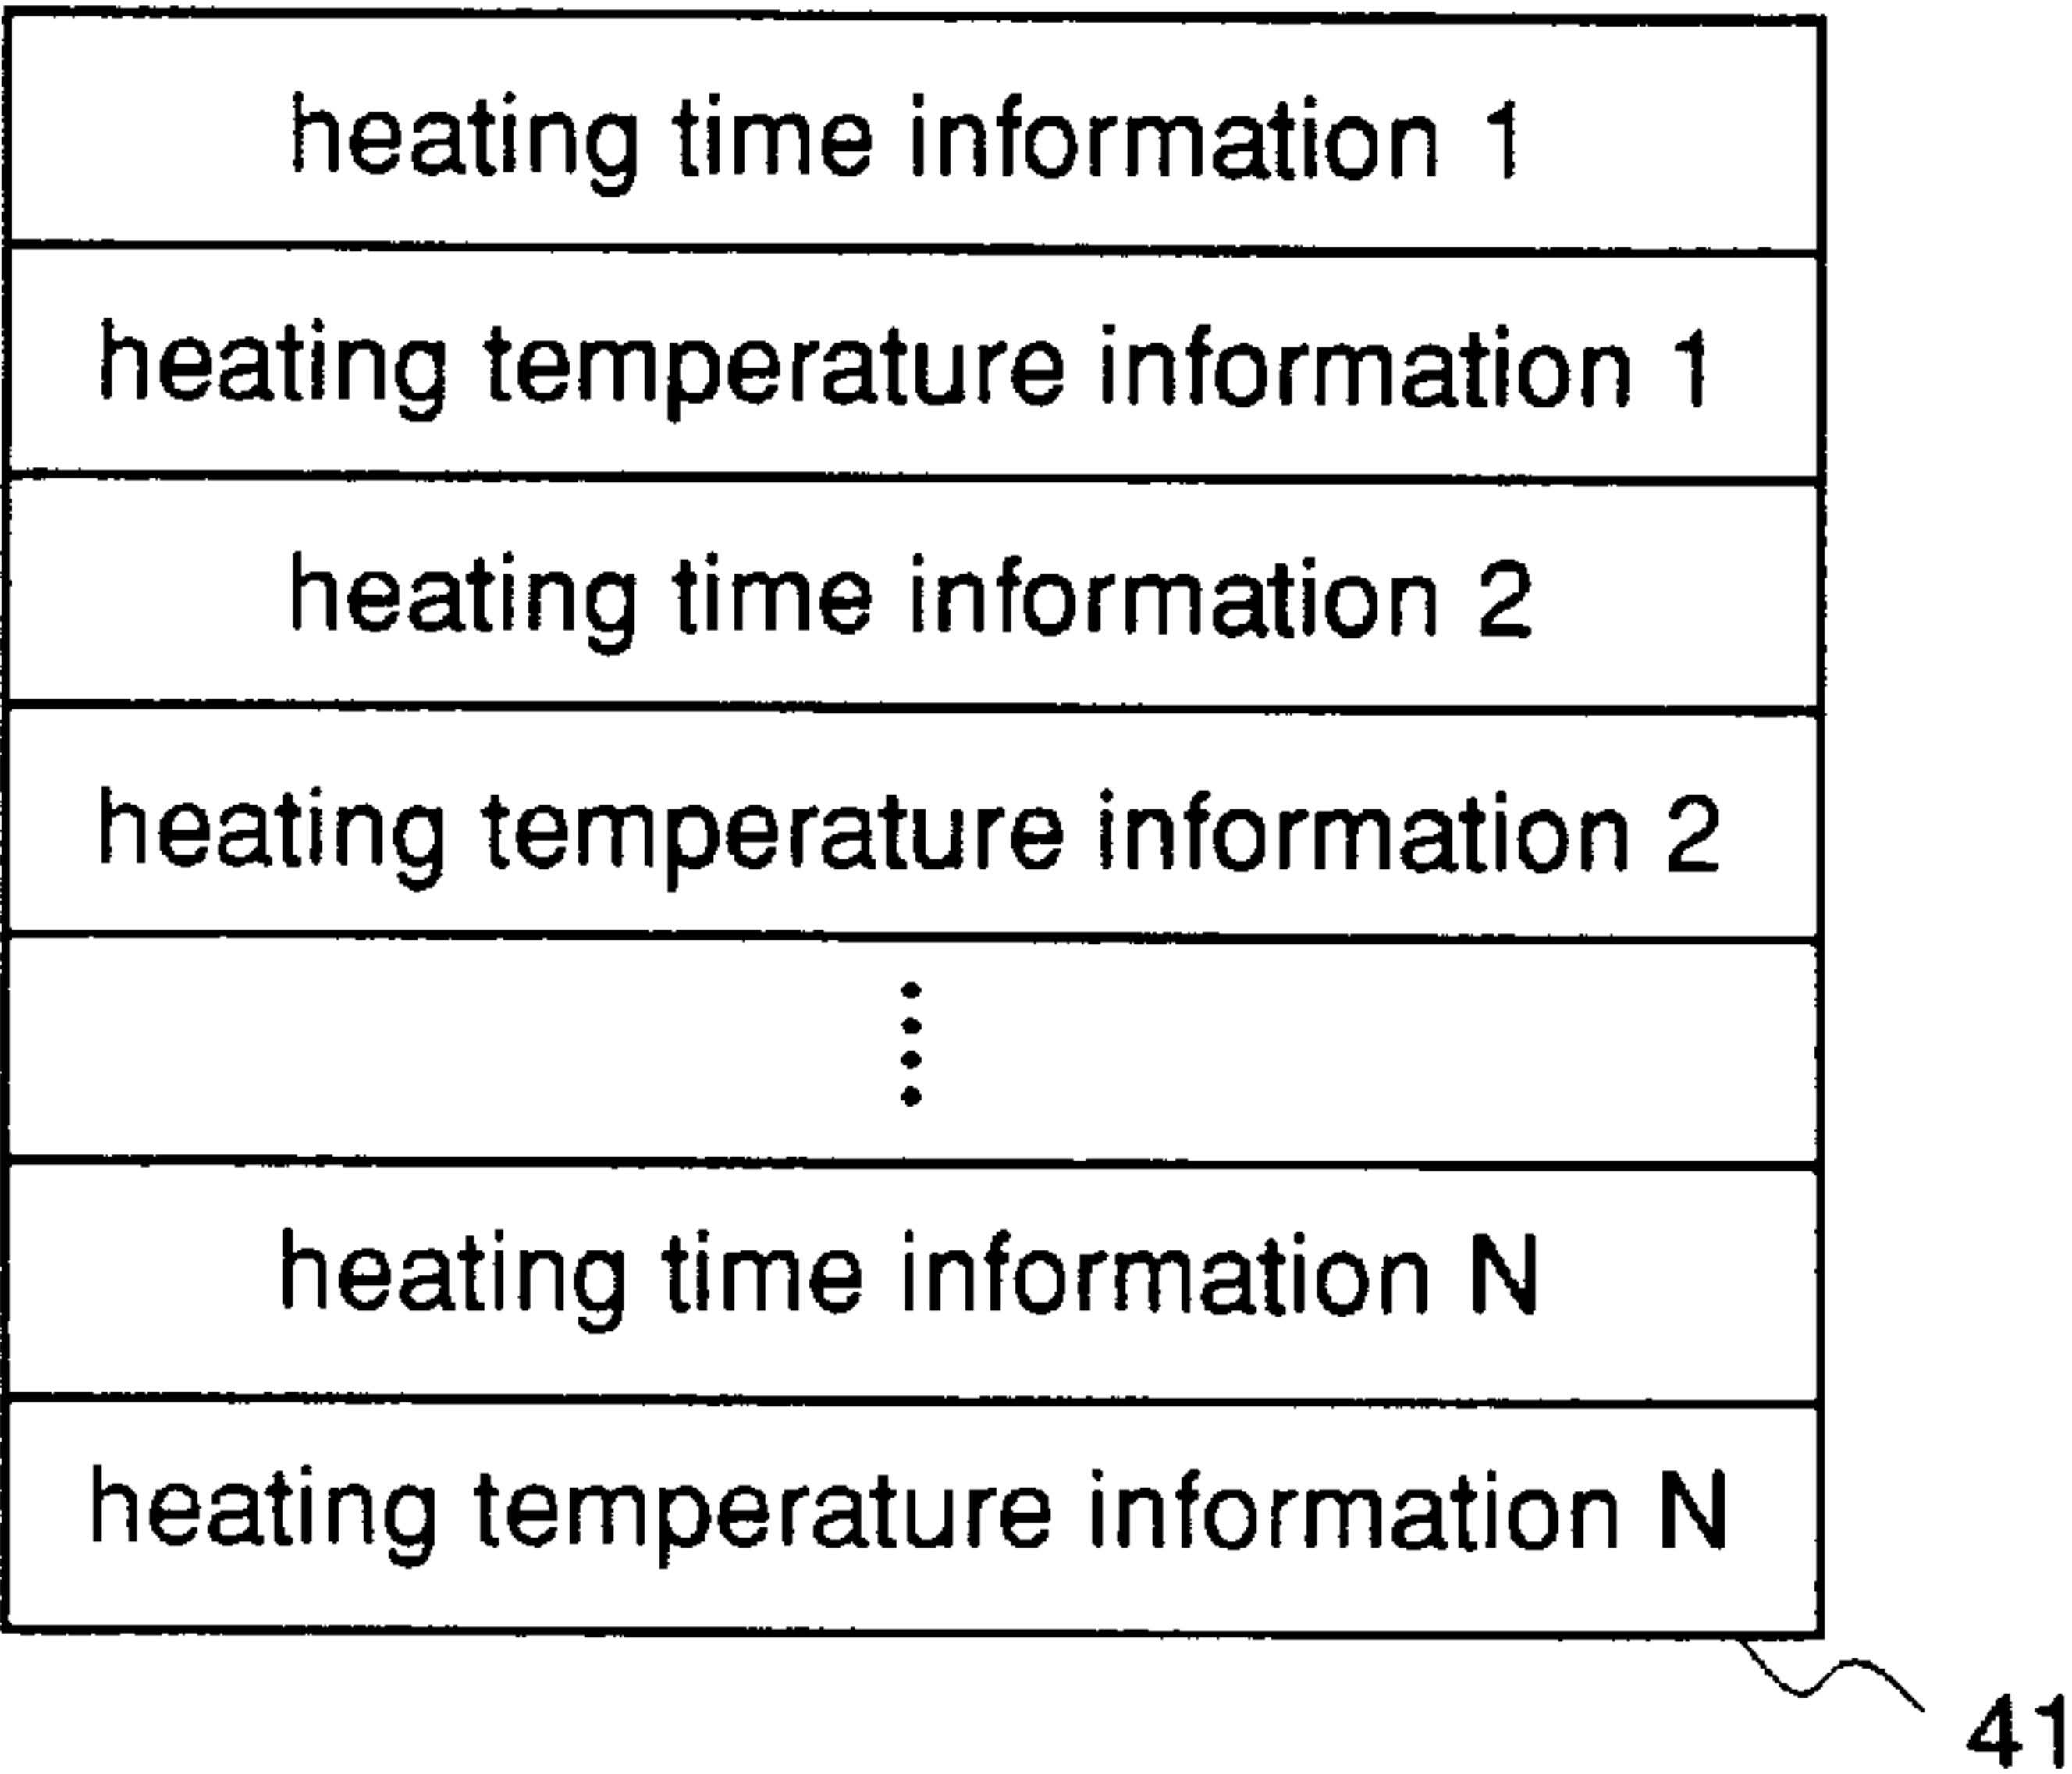 heating time information 1
heating temperature information 1
heating time information 2
heating temperature information 2
heating time information N
heating temperature information N
41